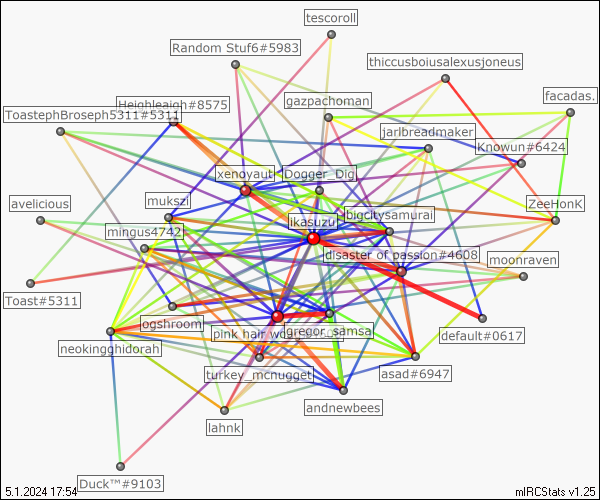 tescoroll
Random Stuf6#5983
thiccusboiusalexusjoneus
facadas.
Heighleaigh#8575
gazpachoman
ToastephBroseph5311#5311
jarlbreadmaker
Knowun#6424
xenoyaut
Dogger_Dig
avelicious
mukszi
ikasuzu
bigcitysamurai
ZeeHonK
mingus4742
disaster of passion#4608
moonraven
Toast#5311
ogshroom
pink hair
gregor_samsa
default#0617
neokingghidorah
turkey_mcnugget
asad#6947
andnewbees
lahnk
Duck™#9103
5.1.2024 17:54
mIRCStats v1.25